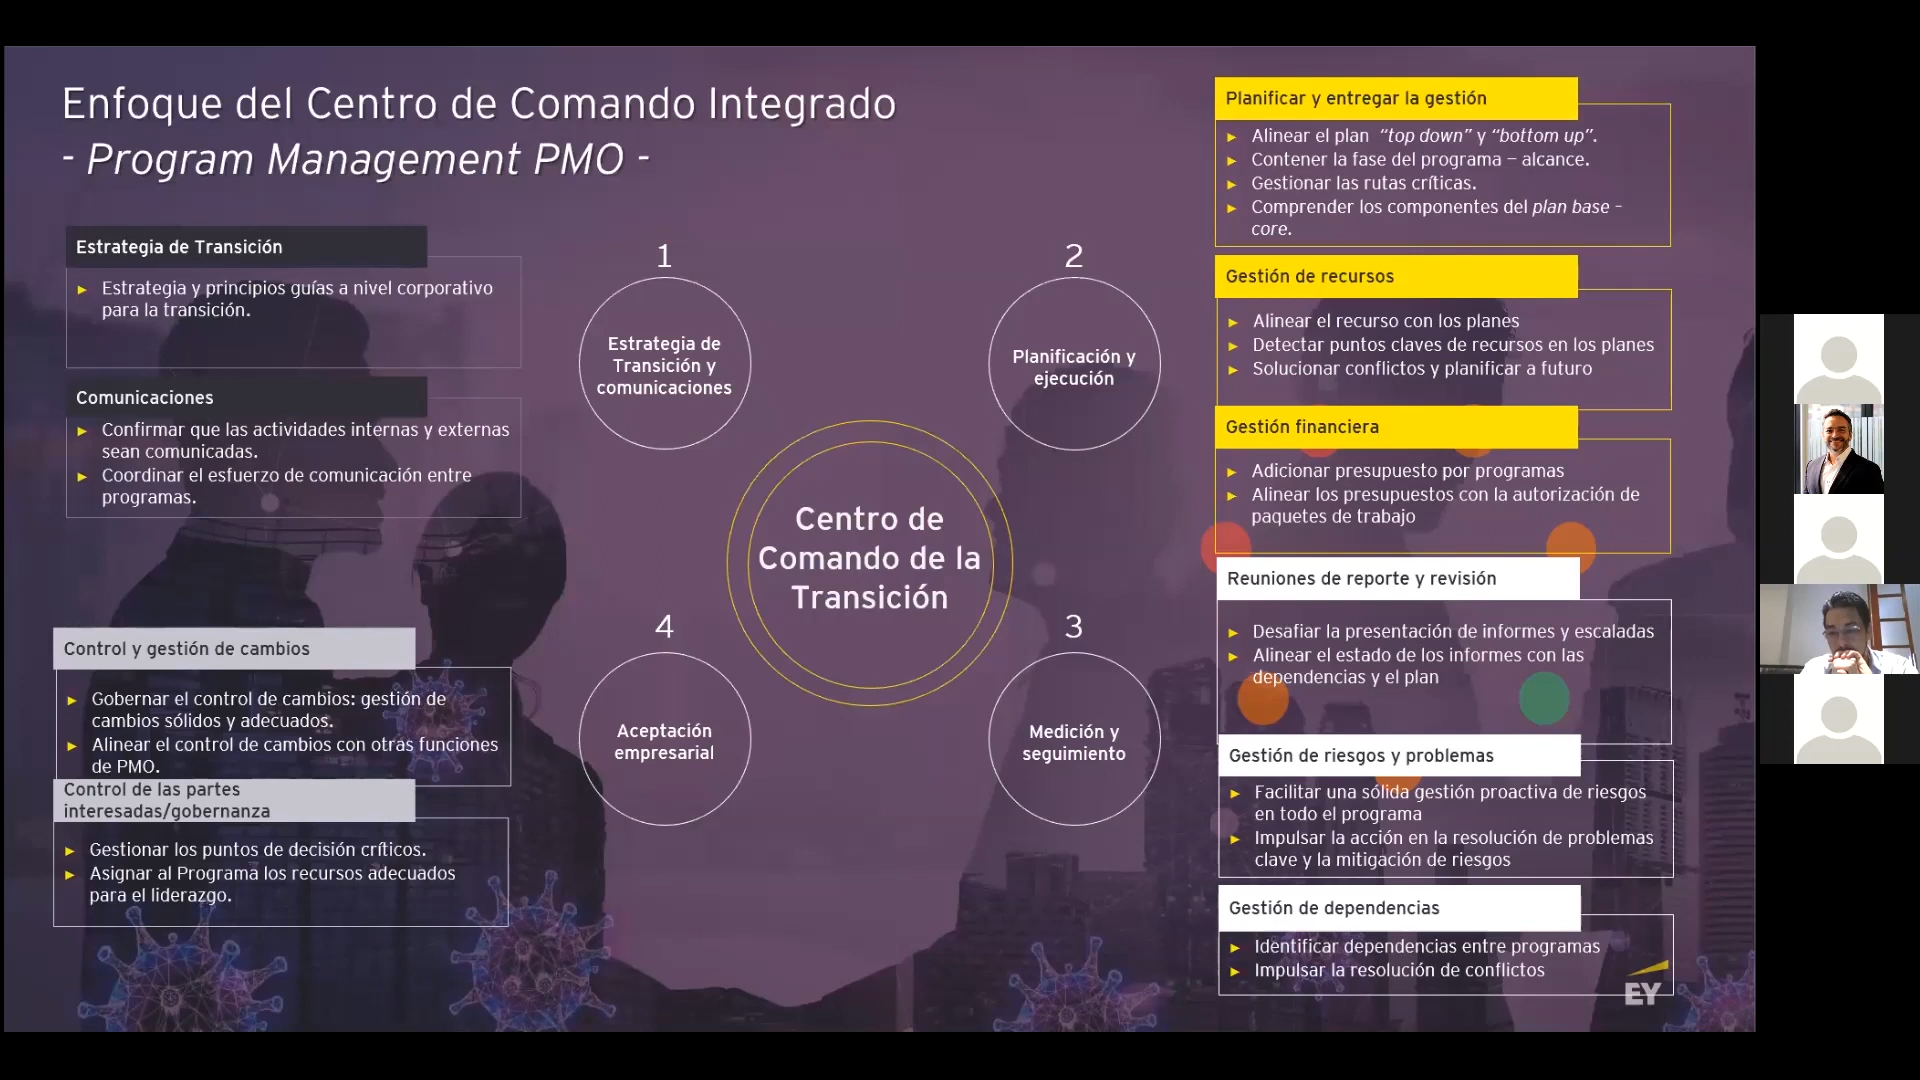 Enfoque del Centro de Comando Integrado
- Program Management PMO -
Estrategia de Transición
► Estrategia y principios guías a nivel corporativo
para la transición.
Comunicaciones
► Confirmar que las actividades internas y externas
sean comunicadas.
► Coordinar el esfuerzo de comunicación entre
programas.
Control y gestión de cambios
► Gobernar el control de cambios: gestión de
cambios sólidos y adecuados.
► Alinear el control de cambios con otras funciones
de PMO.
Control de las partes
interesadas/gobernanza
► Gestionar los puntos de decisión críticos.
► Asignar al Programa los recursos adecuados
para el liderazgo.
1
Estrategia de
Transición y
comunicaciones
2
Planificación y
ejecución
Centro de
Comando de la
Transición
4
Aceptación
empresarial
3
Medición y
seguimiento
Planificar y entregar la gestión
► Alinear el plan “top down” y “bottom up”.
► Contener la fase del programa – alcance.
► Gestionar las rutas críticas.
► Comprender los componentes del plan base –
core.
Gestión de recursos
► Alinear el recurso con los planes
► Detectar puntos claves de recursos en los planes
► Solucionar conflictos y planificar a futuro
Gestión financiera
► Adicionar presupuesto por programas
► Alinear los presupuestos con la autorización de
paquetes de trabajo
Reuniones de reporte y revisión
► Desafiar la presentación de informes y escaladas
► Alinear el estado de los informes con las
dependencias y el plan
Gestión de riesgos y problemas
► Facilitar una sólida gestión proactiva de riesgos
en todo el programa
► Impulsar la acción en la resolución de problemas
clave y la mitigación de riesgos
Gestión de dependencias
► Identificar dependencias entre programas
► Impulsar la resolución de conflictos
EY